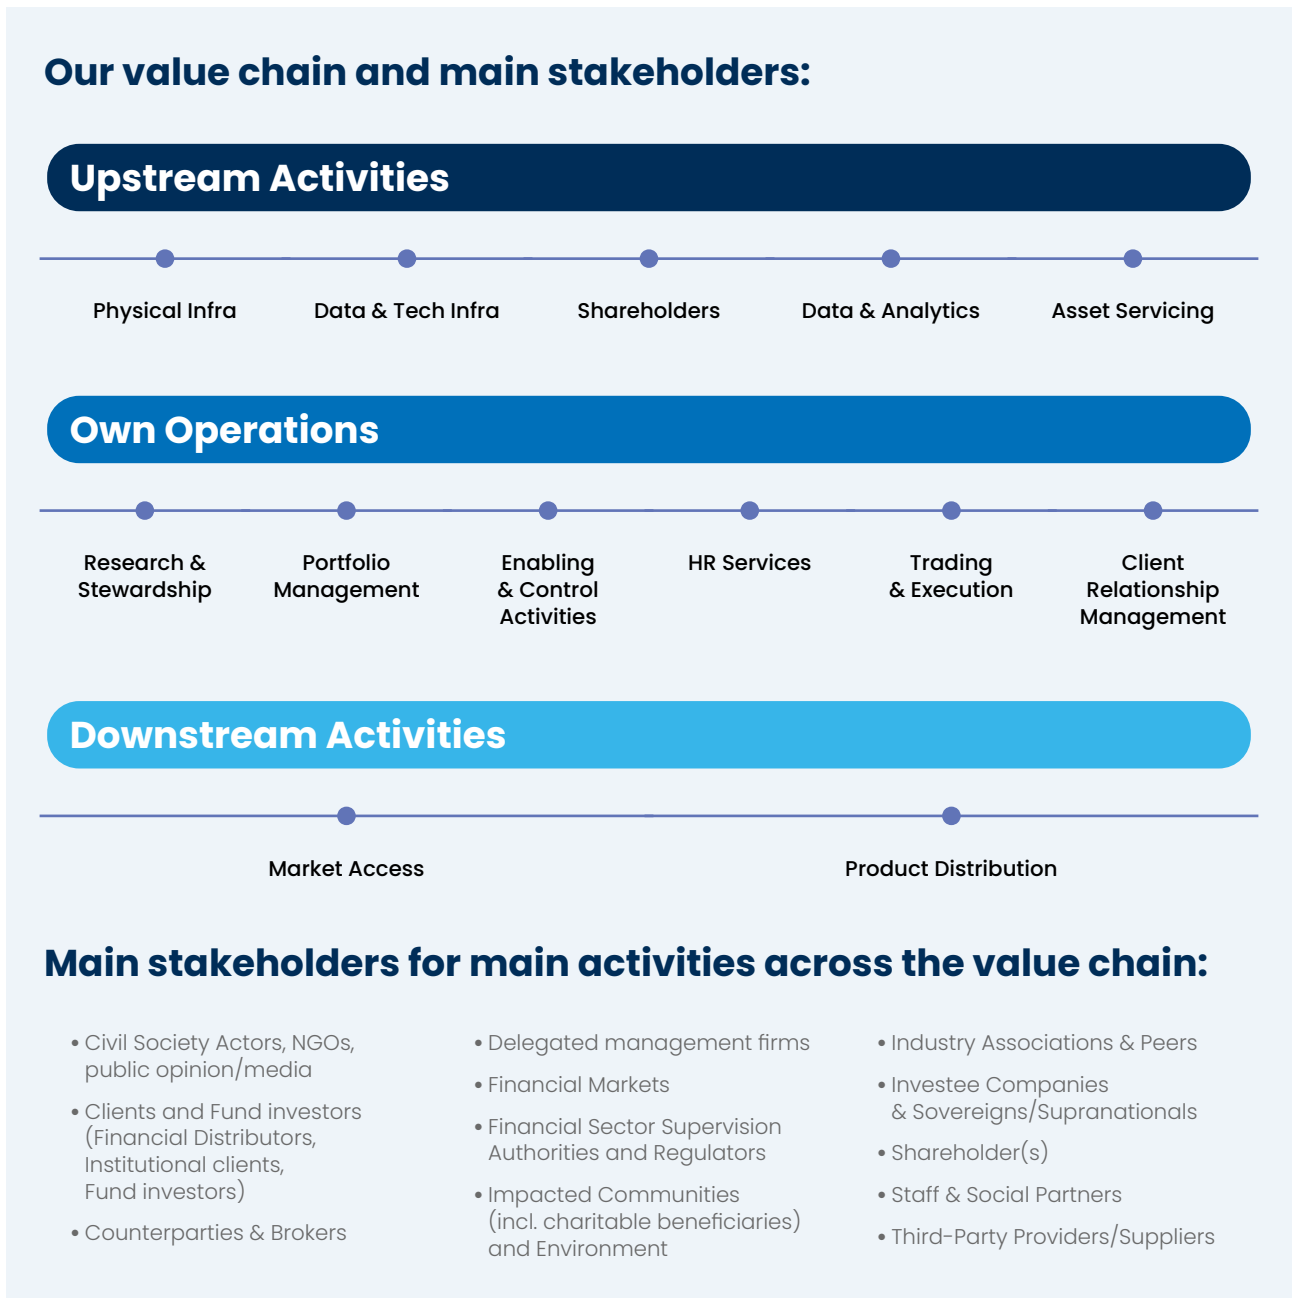 Our value chain and main stakeholders:
Upstream Activities
Physical Infra
Data & Tech Infra
Shareholders
Data & Analytics
Asset Servicing
Own Operations
Research &
Stewardship
Portfolio
Management
Enabling
& Control
Activities
HR Services
Trading
& Execution
Client
Relationship
Management
Downstream Activities
Market Access
Product Distribution
Main stakeholders for main activities across the value chain:
• Civil Society Actors, NGOs,
public opinion/media
• Clients and Fund investors
(Financial Distributors,
Institutional clients,
Fund investors)
• Counterparties & Brokers
• Delegated management firms
• Financial Markets
• Financial Sector Supervision
Authorities and Regulators
• Impacted Communities
(incl. charitable beneficiaries)
and Environment
• Industry Associations & Peers
• Investee Companies
& Sovereigns/Supranationals
• Shareholder(s)
• Staff & Social Partners
• Third-Party Providers/Suppliers